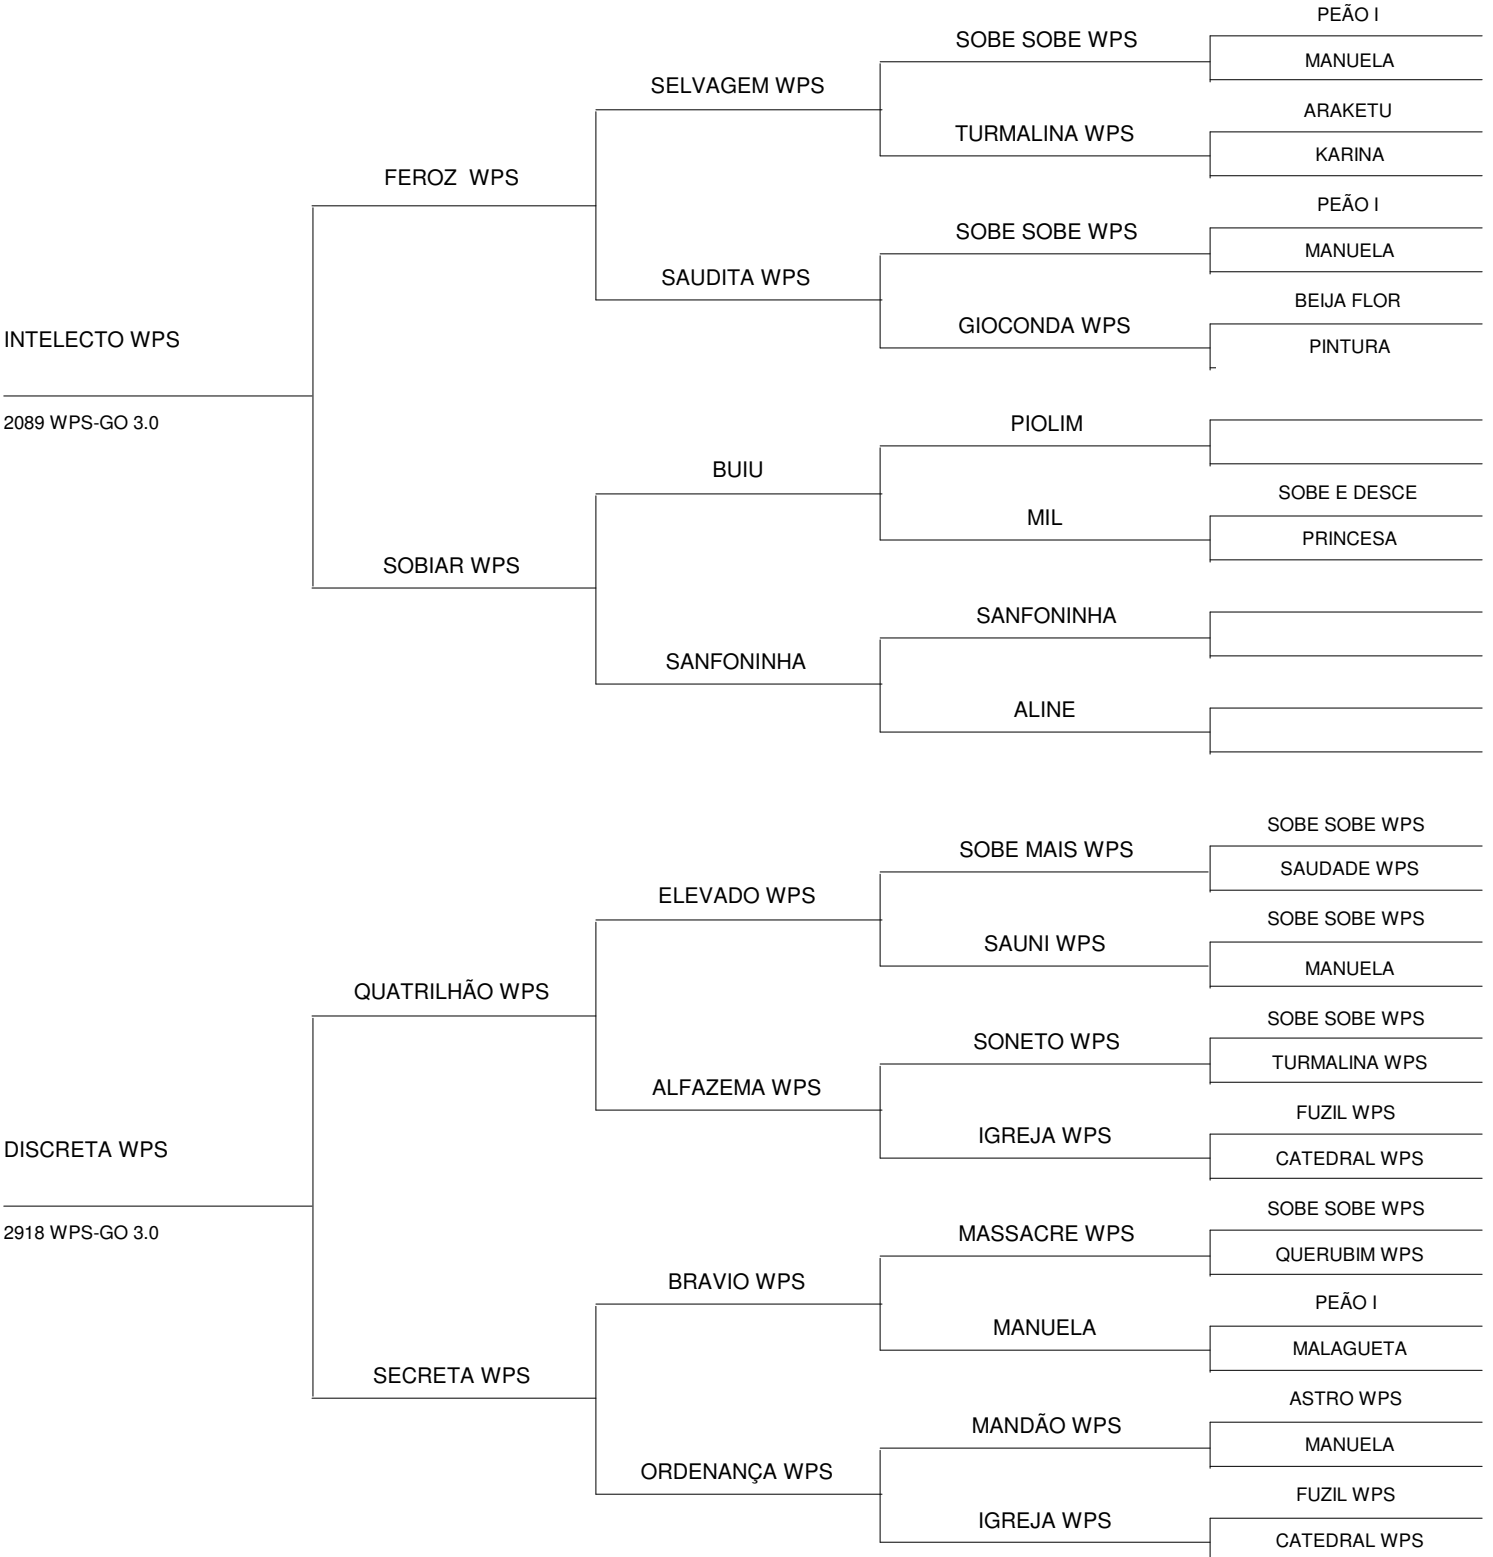 PEÃO I
SOBE SOBE WPS
MANUELA
SELVAGEM WPS
ARAKETU
TURMALINA WPS
KARINA
FEROZ  WPS
PEÃO I
SOBE SOBE WPS
MANUELA
SAUDITA WPS
BEIJA FLOR
GIOCONDA WPS
INTELECTO WPS
PINTURA
2089 WPS-GO 3.0
PIOLIM
BUIU
SOBE E DESCE
MIL
PRINCESA
SOBIAR WPS
SANFONINHA
SANFONINHA
ALINE
SOBE SOBE WPS
SOBE MAIS WPS
SAUDADE WPS
ELEVADO WPS
SOBE SOBE WPS
SAUNI WPS
MANUELA
QUATRILHÃO WPS
SOBE SOBE WPS
SONETO WPS
TURMALINA WPS
ALFAZEMA WPS
FUZIL WPS
IGREJA WPS
DISCRETA WPS
CATEDRAL WPS
SOBE SOBE WPS
2918 WPS-GO 3.0
MASSACRE WPS
QUERUBIM WPS
BRAVIO WPS
PEÃO I
MANUELA
MALAGUETA
SECRETA WPS
ASTRO WPS
MANDÃO WPS
MANUELA
ORDENANÇA WPS
FUZIL WPS
IGREJA WPS
CATEDRAL WPS